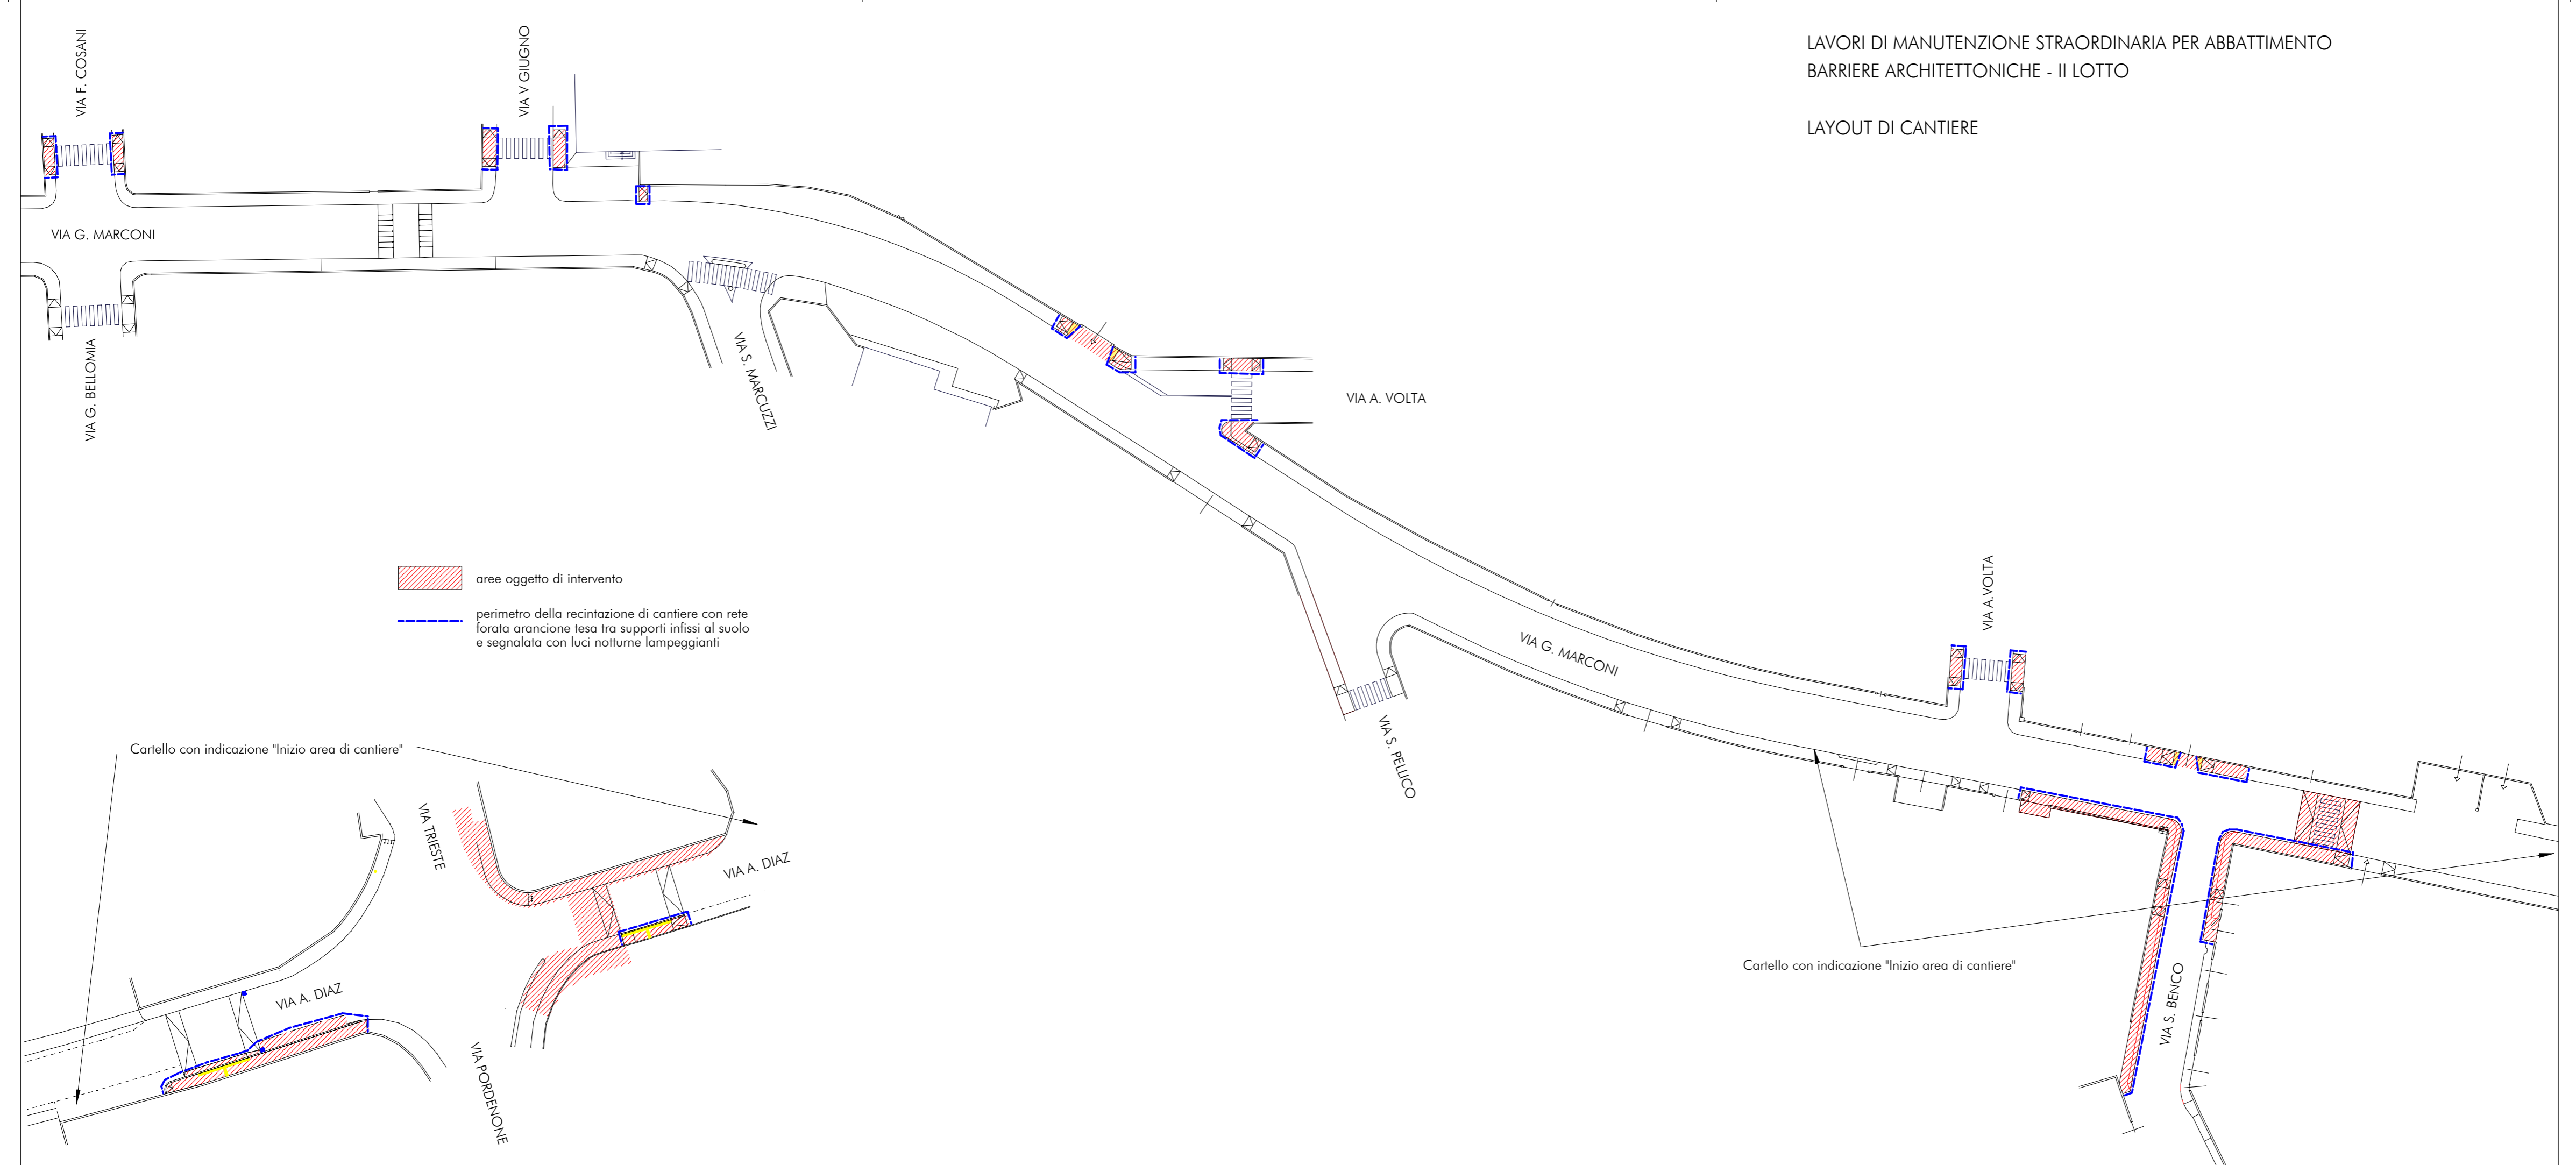 LAVORI DI MANUTENZIONE STRAORDINARIA PER ABBATTIMENTO
BARRIERE ARCHITETTONICHE - II LOTTO
LAYOUT DI CANTIERE
VIA F. COSANI
VIA V GIUGNO
VIA G. MARCONI
VIA G. BELLOMIA
VIA S. MARCUZZI
VIA A. VOLTA
aree oggetto di intervento
perimetro della recintazione di cantiere con rete
forata arancione tesa tra supporti infissi al suolo
e segnalata con luci notturne lampeggianti
VIA A.VOLTA
VIA G. MARCONI
VIA S. PELLICO
Cartello con indicazione "Inizio area di cantiere"
VIA TRIESTE
VIA A. DIAZ
VIA A. DIAZ
VIA PORDENONE
Cartello con indicazione "Inizio area di cantiere"
VIA S. BENCO